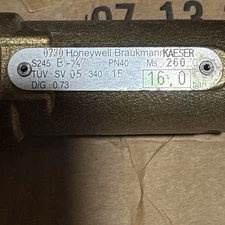 07 13
0730 Honeywell-Braukmann KAESER
S245 B-¾" PN40 Ms 260°C
TÜV · SV 05 · 340 · 15
16.0 bar
D/G · 0.73